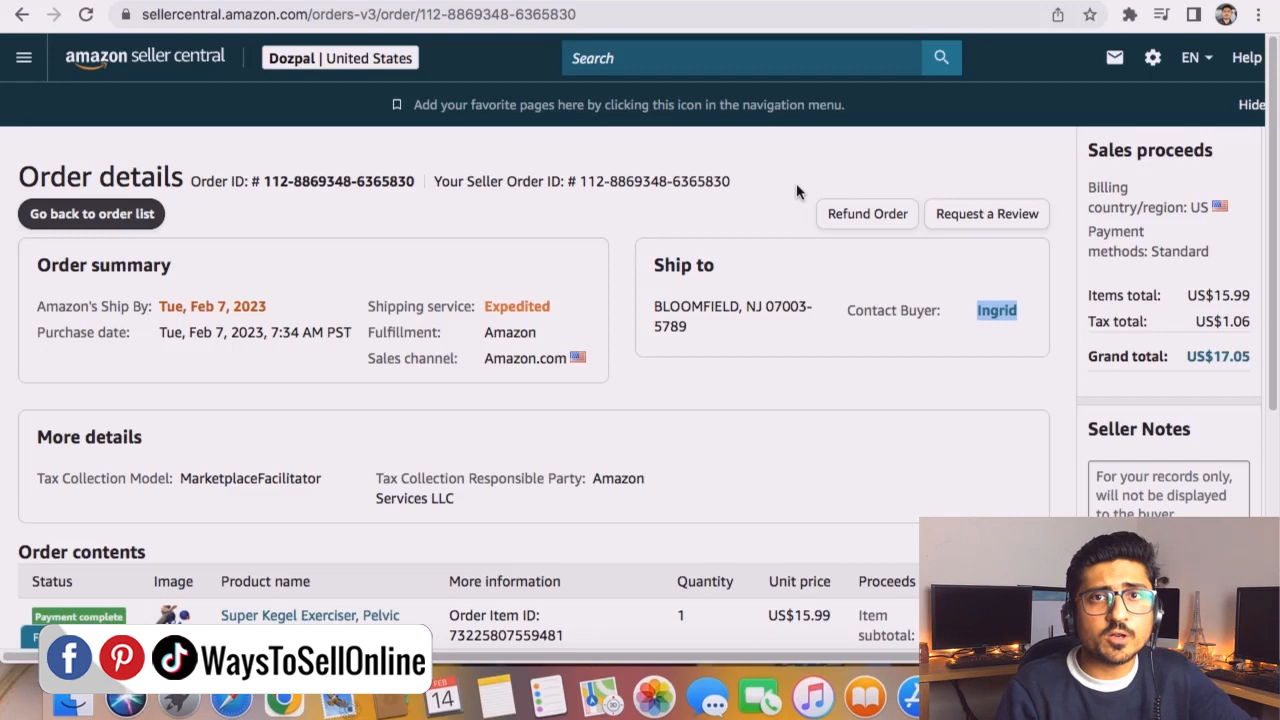 sellercentral.amazon.com/orders-v3/order/112-8869348-6365830
amazon seller central
Dozpal | United States
Search
EN
Help
Add your favorite pages here by clicking this icon in the navigation menu.
Hide
Order details
Order ID: # 112-8869348-6365830
Your Seller Order ID: # 112-8869348-6365830
Go back to order list
Refund Order
Request a Review
Order summary
Amazon's Ship By: Tue, Feb 7, 2023
Shipping service: Expedited
Purchase date: Tue, Feb 7, 2023, 7:34 AM PST
Fulfillment: Amazon
Sales channel: Amazon.com
Ship to
BLOOMFIELD, NJ 07003-
5789
Contact Buyer: Ingrid
More details
Tax Collection Model: MarketplaceFacilitator
Tax Collection Responsible Party: Amazon
Services LLC
Order contents
Status Image Product name More information Quantity Unit price Proceeds
Payment complete
Super Kegel Exerciser, Pelvic
Order Item ID:
73225807559481
1
US$15.99
Item
subtotal:
Sales proceeds
Billing
country/region: US
Payment
methods: Standard
Items total: US$15.99
Tax total: US$1.06
Grand total: US$17.05
Seller Notes
For your records only,
will not be displayed
to the buyer
WaysToSellOnline
FEB
14